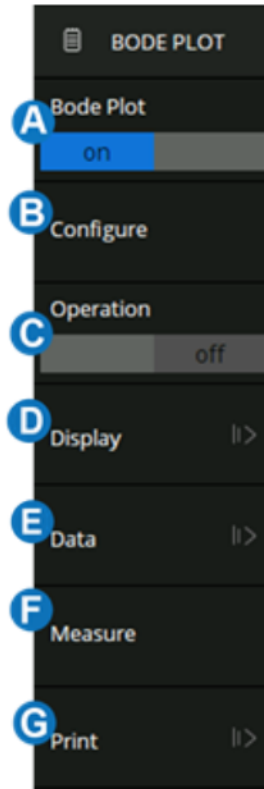 BODE PLOT
A
Bode Plot
on
B
Configure
Operation
C
off
D
Display
E
Data
F
Measure
G
Print